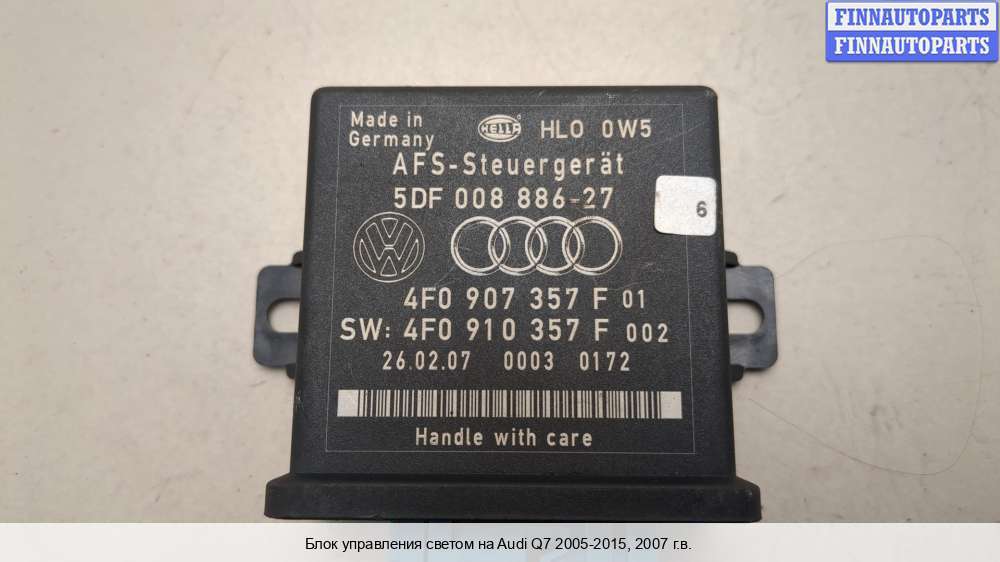 FINNAUTOPARTS
FINNAUTOPARTS
Made in
Germany
HELLA
HLO 0W5
AFS-Steuergerät
5DF 008 886-27
6
4F0 907 357 F 01
SW: 4F0 910 357 F 002
26.02.07 0003 0172
Handle with care
Блок управления светом на Audi Q7 2005-2015, 2007 г.в.